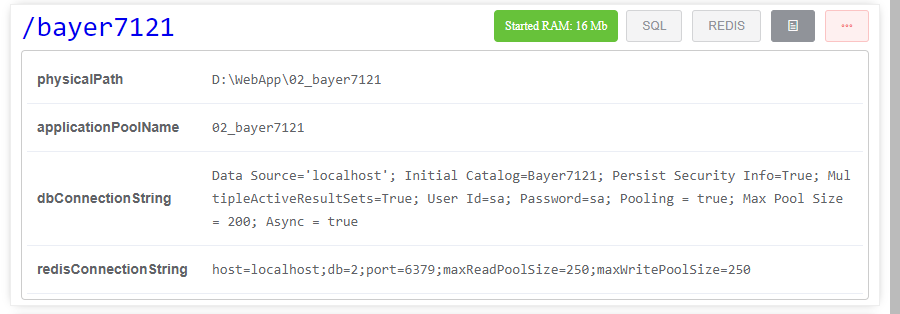 /bayer7121
Started RAM: 16 Mb
SQL
REDIS
...
physicalPath
D:\WebApp\02_bayer7121
applicationPoolName
02_bayer7121
dbConnectionString
Data Source='localhost'; Initial Catalog=Bayer7121; Persist Security Info=True; Mul
tipleActiveResultSets=True; User Id=sa; Password=sa; Pooling = true; Max Pool Size
= 200; Async = true
redisConnectionString
host=localhost;db=2;port=6379;maxReadPoolSize=250;maxWritePoolSize=250